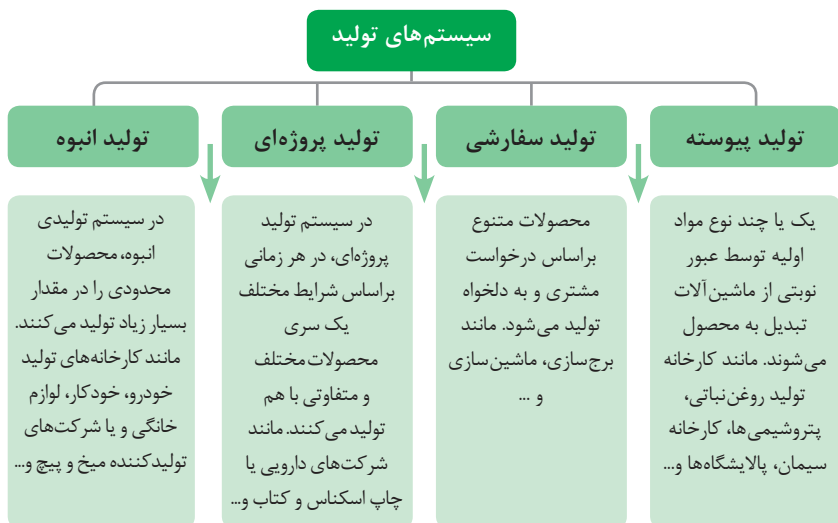 سیستم‌های تولید
تولید پیوسته
تولید سفارشی
تولید پروژه‌ای
تولید انبوه
یک یا چند نوع مواد
اولیه توسط عبور
نوبتی از ماشین‌آلات
تبدیل به محصول
می‌شوند. مانند کارخانه
تولید روغن‌نباتی،
پتروشیمی‌ها، کارخانه
سیمان، پالایشگاه‌ها و...
محصولات متنوع
براساس درخواست
مشتری و به دلخواه
تولید می‌شود. مانند
برج‌سازی، ماشین‌سازی
و ...
در سیستم تولید
پروژه‌ای، در هر زمانی
براساس شرایط مختلف
یک سری
محصولات مختلف
و متفاوتی با هم
تولید می‌کنند. مانند
شرکت‌های دارویی یا
چاپ اسکناس و کتاب و...
در سیستم تولیدی
انبوه، محصولات
محدودی را در مقدار
بسیار زیاد تولید می‌کنند.
مانند کارخانه‌های تولید
خودرو، خودکار، لوازم
خانگی و یا شرکت‌های
تولیدکننده میخ و پیچ و...